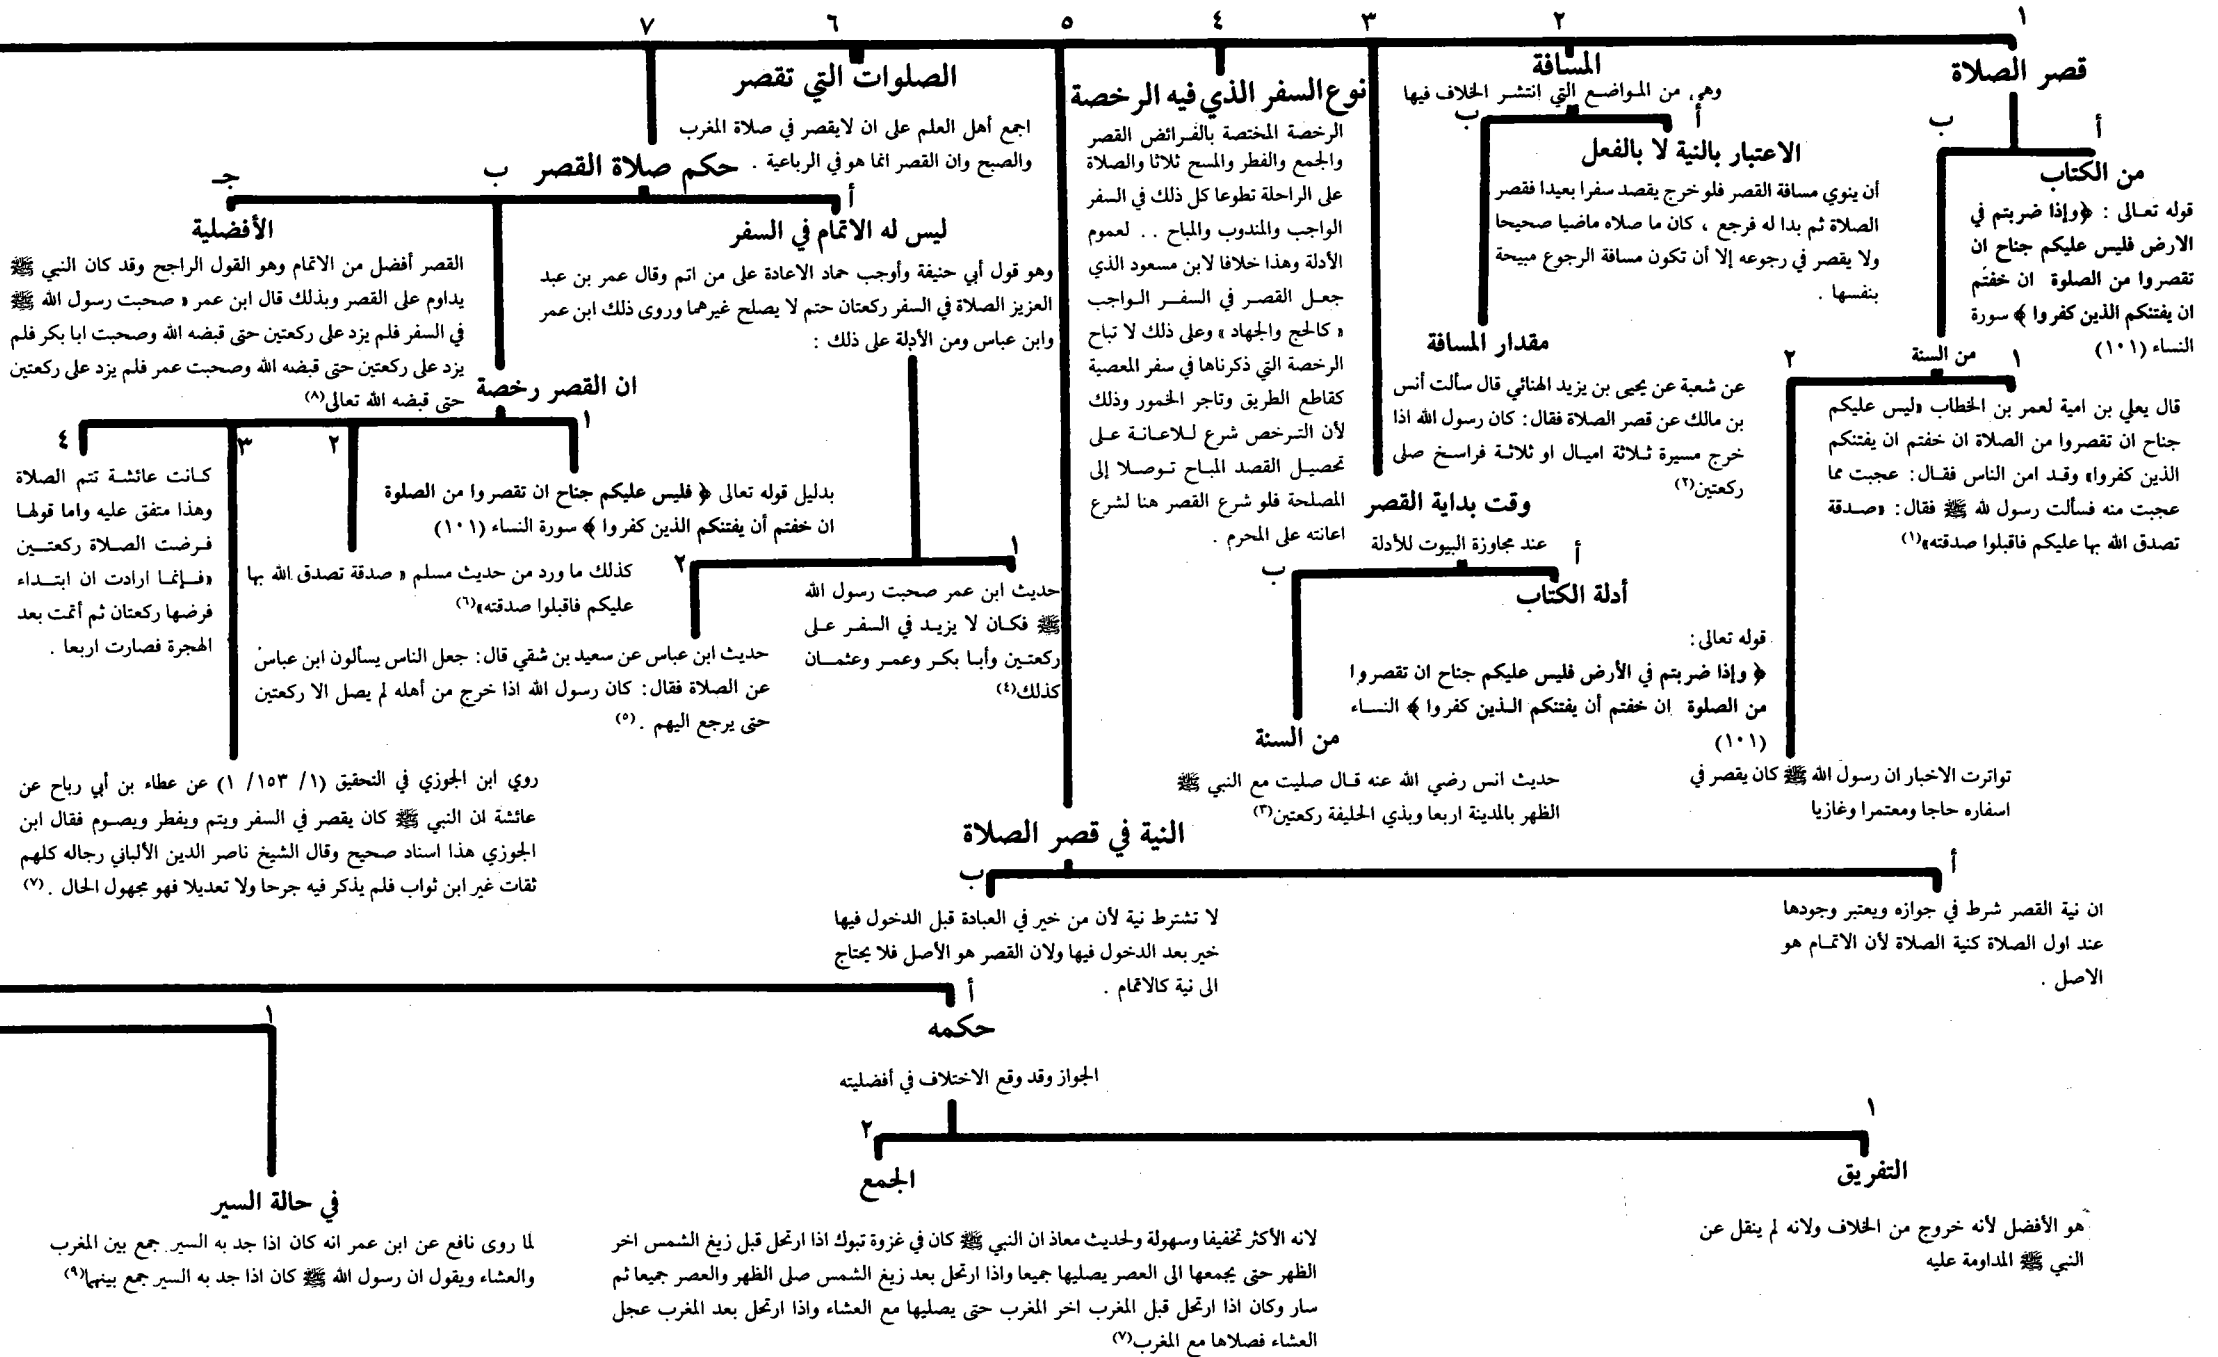 ١
قصر الصلاة
أ
من الكتاب
قوله تعالى : ﴿وإذا ضربتم في
الارض فليس عليكم جناح ان
تقصروا من الصلوة ان خفتم
ان يفتنكم الذين كفروا ﴾ سورة
النساء (١٠١)
ب
من السنة
١
قال يعلي بن امية لعمر بن الخطاب «ليس عليكم
جناح ان تقصروا من الصلاة ان خفتم ان يفتنكم
الذين كفروا» وقد امن الناس فقال: عجبت مما
عجبت منه فسألت رسول لله ﷺ فقال: «صدقة
تصدق الله بها عليكم فاقبلوا صدقته»(١)
٢
تواترت الاخبار ان رسول الله ﷺ كان يقصر في
اسفاره حاجا ومعتمرا وغازيا
٢
المسافة
وهي من المواضع التي انتشر الخلاف فيها
أ
الاعتبار بالنية لا بالفعل
أن ينوي مسافة القصر فلو خرج يقصد سفرا بعيدا فقصر
الصلاة ثم بدا له فرجع ، كان ما صلاه ماضيا صحيحا
ولا يقصر في رجوعه إلا أن تكون مسافة الرجوع مبيحة
بنفسها .
ب
مقدار المسافة
عن شعبة عن يحيى بن يزيد الهنائي قال سألت أنس
بن مالك عن قصر الصلاة فقال: كان رسول الله اذا
خرج مسيرة ثلاثة اميال او ثلاثة فراسخ صلى
ركعتين(٢)
٣
وقت بداية القصر
عند مجاوزة البيوت للأدلة
أ
أدلة الكتاب
قوله تعالى:
﴿ وإذا ضربتم في الأرض فليس عليكم جناح ان تقصروا
من الصلوة ان خفتم أن يفتنكم الذين كفروا ﴾ النساء
(١٠١)
ب
من السنة
حديث انس رضي الله عنه قال صليت مع النبي ﷺ
الظهر بالمدينة اربعا وبذي الحليفة ركعتين(٣)
٤
نوع السفر الذي فيه الرخصة
الرخصة المختصة بالفرائض القصر
والجمع والفطر والمسح ثلاثا والصلاة
على الراحلة تطوعا كل ذلك في السفر
الواجب والمندوب والمباح .. لعموم
الأدلة وهذا خلافا لابن مسعود الذي
جعل القصر في السفر الواجب
« كالحج والجهاد » وعلى ذلك لا تباح
الرخصة التي ذكرناها في سفر المعصية
كقاطع الطريق وتاجر الخمور وذلك
لأن الترخص شرع للاعانة على
تحصيل القصد المباح توصلا إلى
المصلحة فلو شرع القصر هنا لشرع
اعانته على المحرم .
٥
النية في قصر الصلاة
أ
ان نية القصر شرط في جوازه ويعتبر وجودها
عند اول الصلاة كنية الصلاة لأن الاتمام هو
الاصل .
ب
لا تشترط نية لأن من خير في العبادة قبل الدخول فيها
خير بعد الدخول فيها ولان القصر هو الأصل فلا يحتاج
الى نية كالاتمام .
٦
الصلوات التي تقصر
اجمع أهل العلم على ان لايقصر في صلاة المغرب
والصبح وان القصر انما هو في الرباعية .
٧
حكم صلاة القصر
أ
ليس له الاتمام في السفر
وهو قول أبي حنيفة وأوجب حماد الاعادة على من اتم وقال عمر بن عبد
العزيز الصلاة في السفر ركعتان حتم لا يصلح غيرهما وروى ذلك ابن عمر
وابن عباس ومن الأدلة على ذلك :
١
حديث ابن عمر صحبت رسول الله
ﷺ فكان لا يزيد في السفر على
ركعتين وأبا بكر وعمر وعثمان
كذلك(٤)
٢
حديث ابن عباس عن سعيد بن شقي قال: جعل الناس يسألون ابن عباس
عن الصلاة فقال: كان رسول الله اذا خرج من أهله لم يصل الا ركعتين
حتى يرجع اليهم .(٥)
ب
ان القصر رخصة
١
بدليل قوله تعالى ﴿ فليس عليكم جناح ان تقصروا من الصلوة
ان خفتم أن يفتنكم الذين كفروا ﴾ سورة النساء (١٠١)
٢
كذلك ما ورد من حديث مسلم « صدقة تصدق الله بها
عليكم فاقبلوا صدقته»(٦)
٣
روي ابن الجوزي في التحقيق (١/ ١٥٣/ ١) عن عطاء بن أبي رباح عن
عائشة ان النبي ﷺ كان يقصر في السفر ويتم ويفطر ويصوم فقال ابن
الجوزي هذا اسناد صحيح وقال الشيخ ناصر الدين الألباني رجاله كلهم
ثقات غير ابن ثواب فلم يذكر فيه جرحا ولا تعديلا فهو مجهول الحال .(٧)
٤
كانت عائشة تتم الصلاة
وهذا متفق عليه واما قولها
فرضت الصلاة ركعتين
«فإنما ارادت ان ابتداء
فرضها ركعتان ثم أتمت بعد
الهجرة فصارت اربعا .
جـ
الأفضلية
القصر أفضل من الاتمام وهو القول الراجح وقد كان النبي ﷺ
يداوم على القصر وبذلك قال ابن عمر « صحبت رسول الله ﷺ
في السفر فلم يزد على ركعتين حتى قبضه الله وصحبت ابا بكر فلم
يزد على ركعتين حتى قبضه الله وصحبت عمر فلم يزد على ركعتين
حتى قبضه الله تعالى(٨)
أ
حكمه
الجواز وقد وقع الاختلاف في أفضليته
١
التفريق
هو الأفضل لأنه خروج من الخلاف ولانه لم ينقل عن
النبي ﷺ المداومة عليه
٢
الجمع
لانه الأكثر تخفيفا وسهولة ولحديث معاذ ان النبي ﷺ كان في غزوة تبوك اذا ارتحل قبل زيغ الشمس اخر
الظهر حتى يجمعها الى العصر يصليها جميعا واذا ارتحل بعد زيغ الشمس صلى الظهر والعصر جميعا ثم
سار وكان اذا ارتحل قبل المغرب اخر المغرب حتى يصليها مع العشاء واذا ارتحل بعد المغرب عجل
العشاء فصلاها مع المغرب(٧)
١
في حالة السير
لما روى نافع عن ابن عمر انه كان اذا جد به السير جمع بين المغرب
والعشاء ويقول ان رسول الله ﷺ كان اذا جد به السير جمع بينهما(٩)